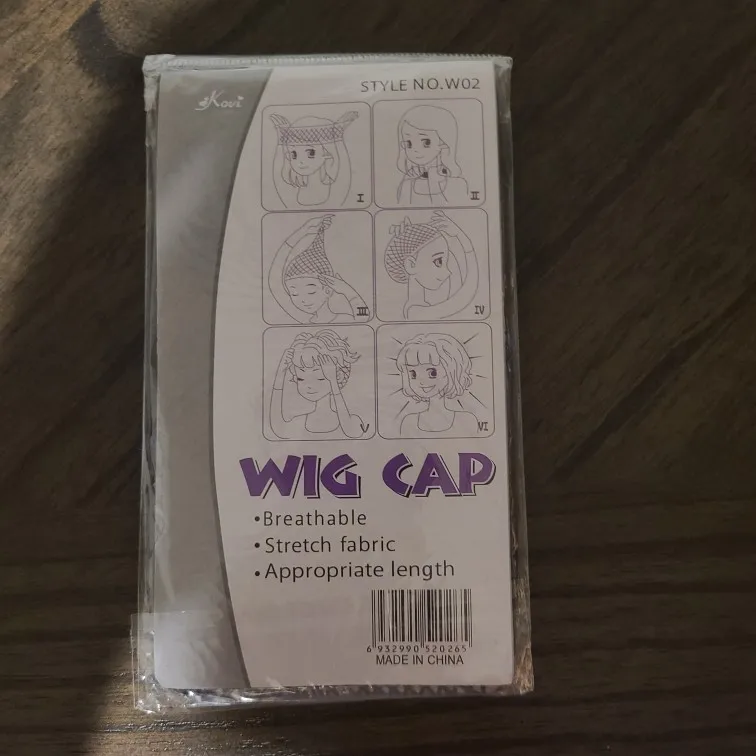 STYLE NO.W02
eKovi
I
II
III
IV
V
VI
WIG CAP
•Breathable
•Stretch fabric
•Appropriate length
6 932990 520265
MADE IN CHINA